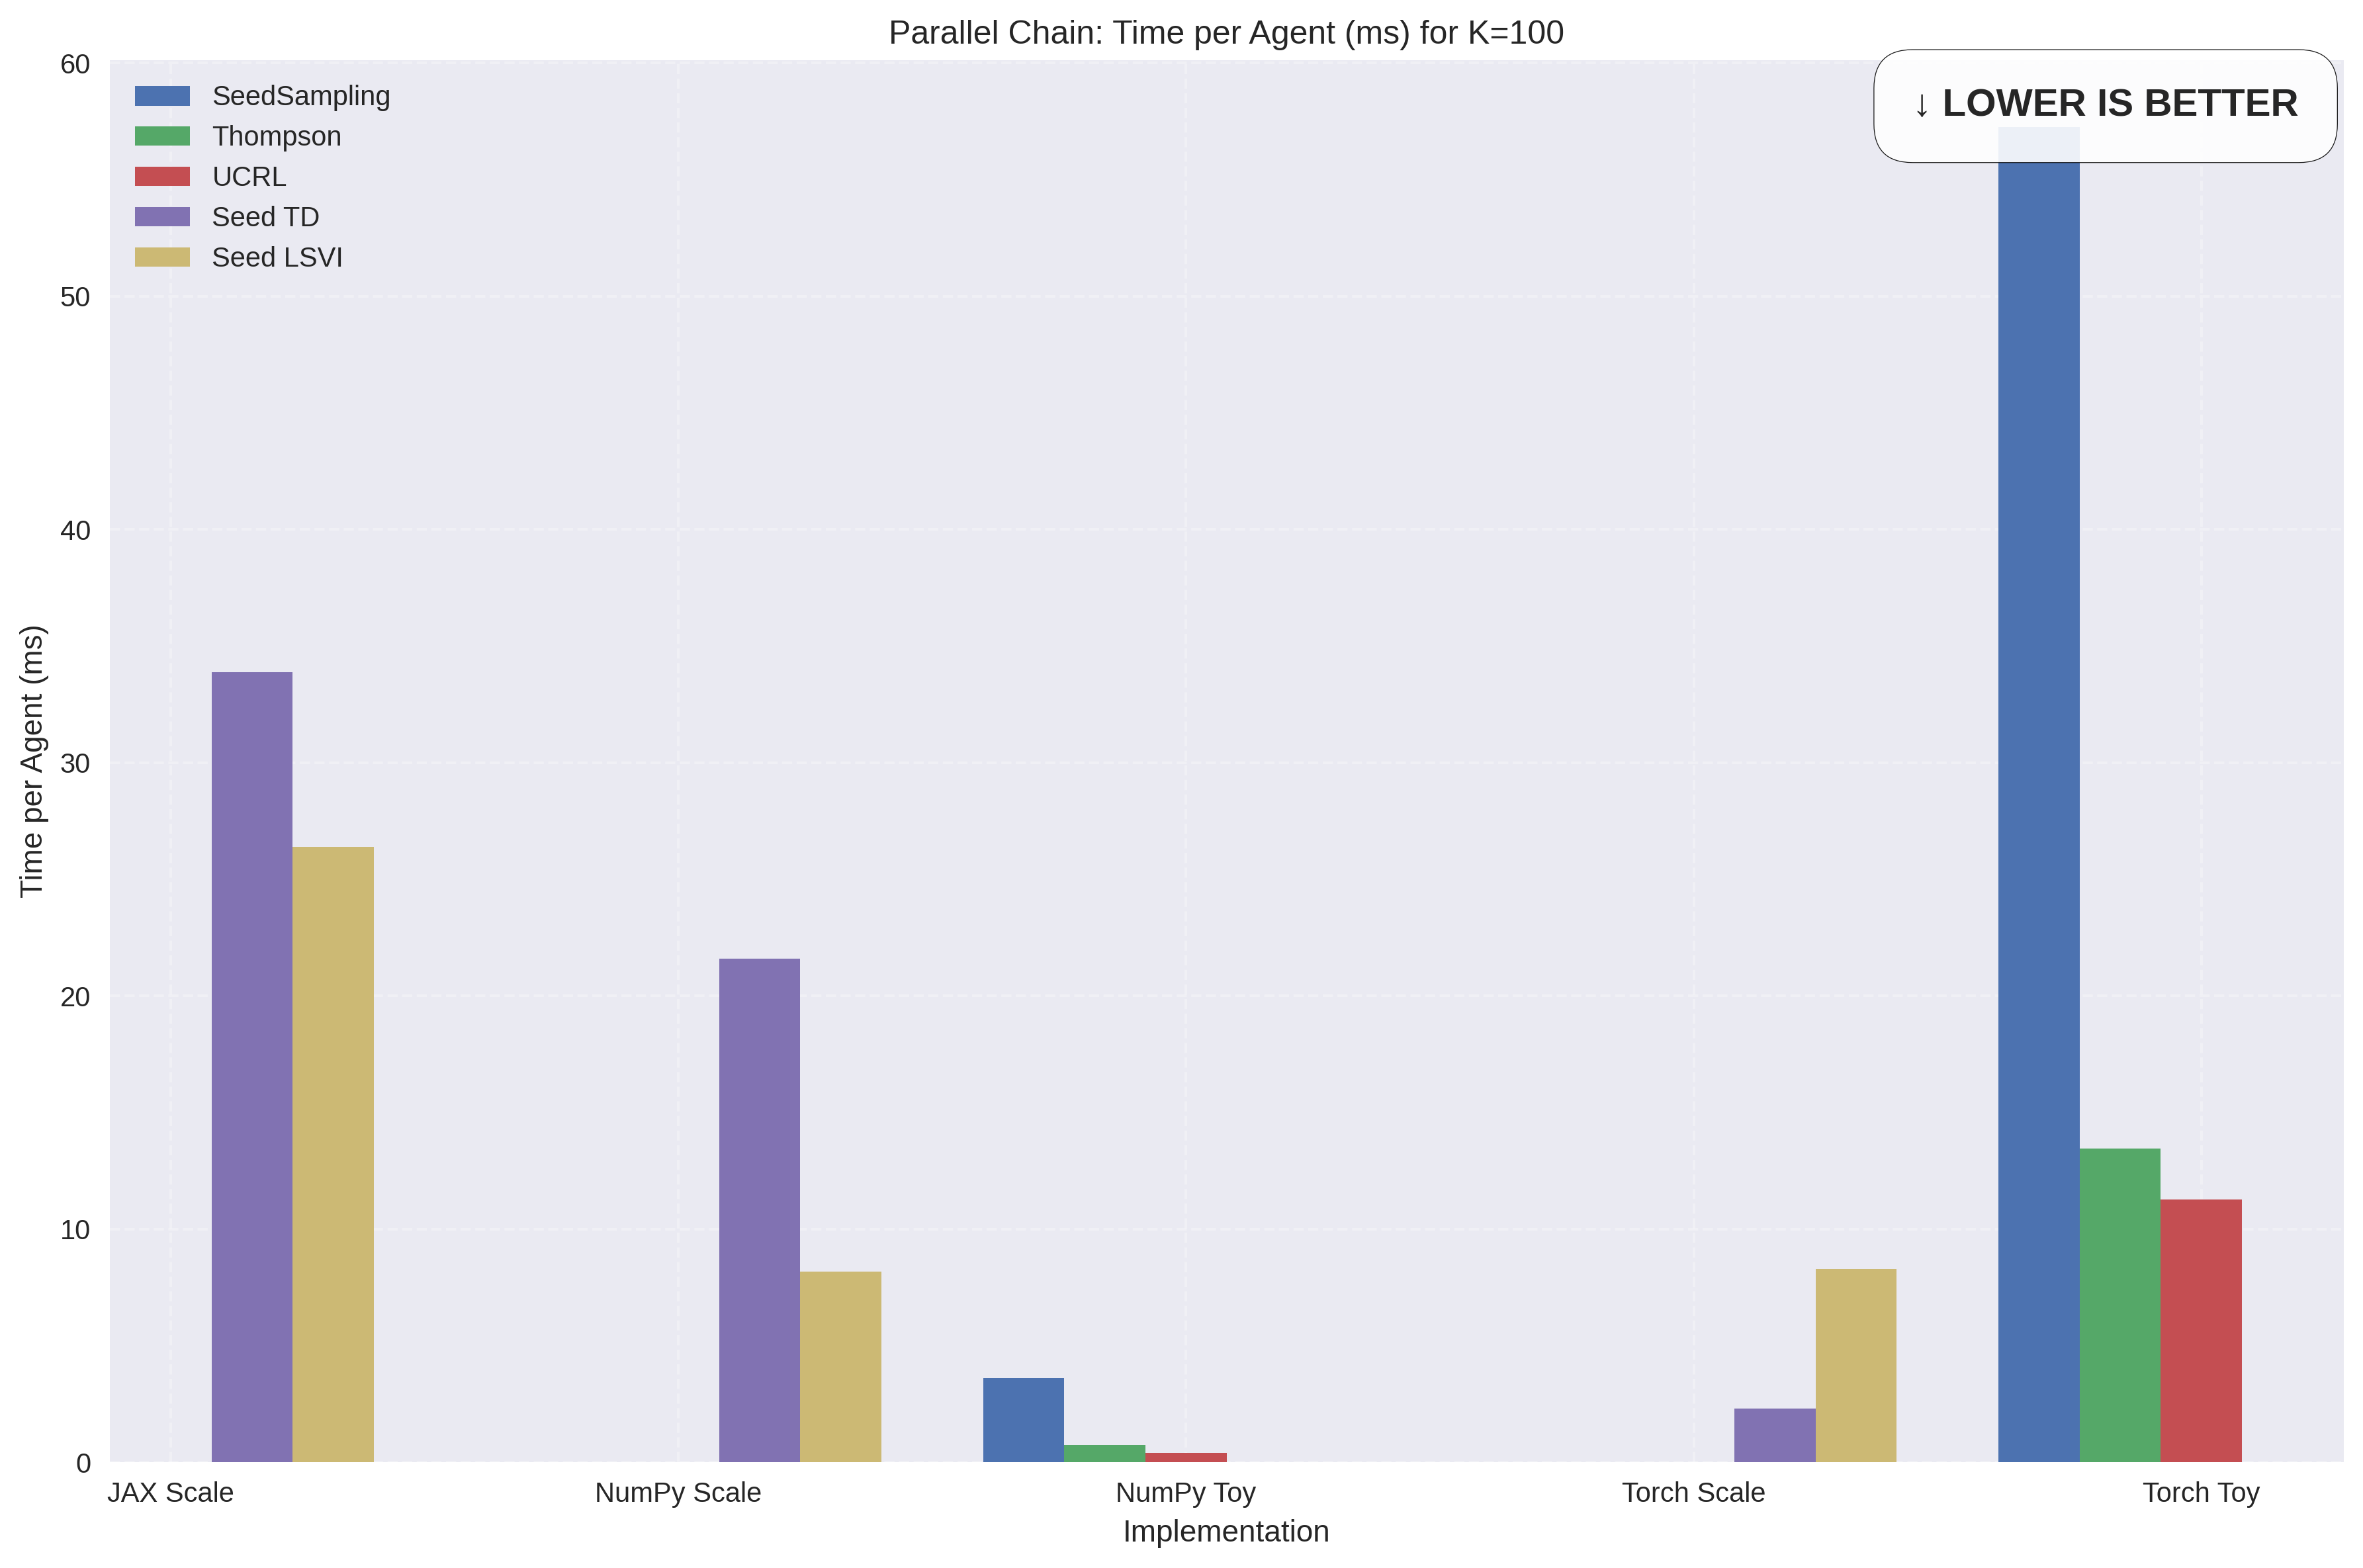 Parallel Chain: Time per Agent (ms) for K=100
↓ LOWER IS BETTER
SeedSampling
Thompson
UCRL
Seed TD
Seed LSVI
60
50
40
30
20
10
0
Time per Agent (ms)
JAX Scale
NumPy Scale
NumPy Toy
Torch Scale
Torch Toy
Implementation